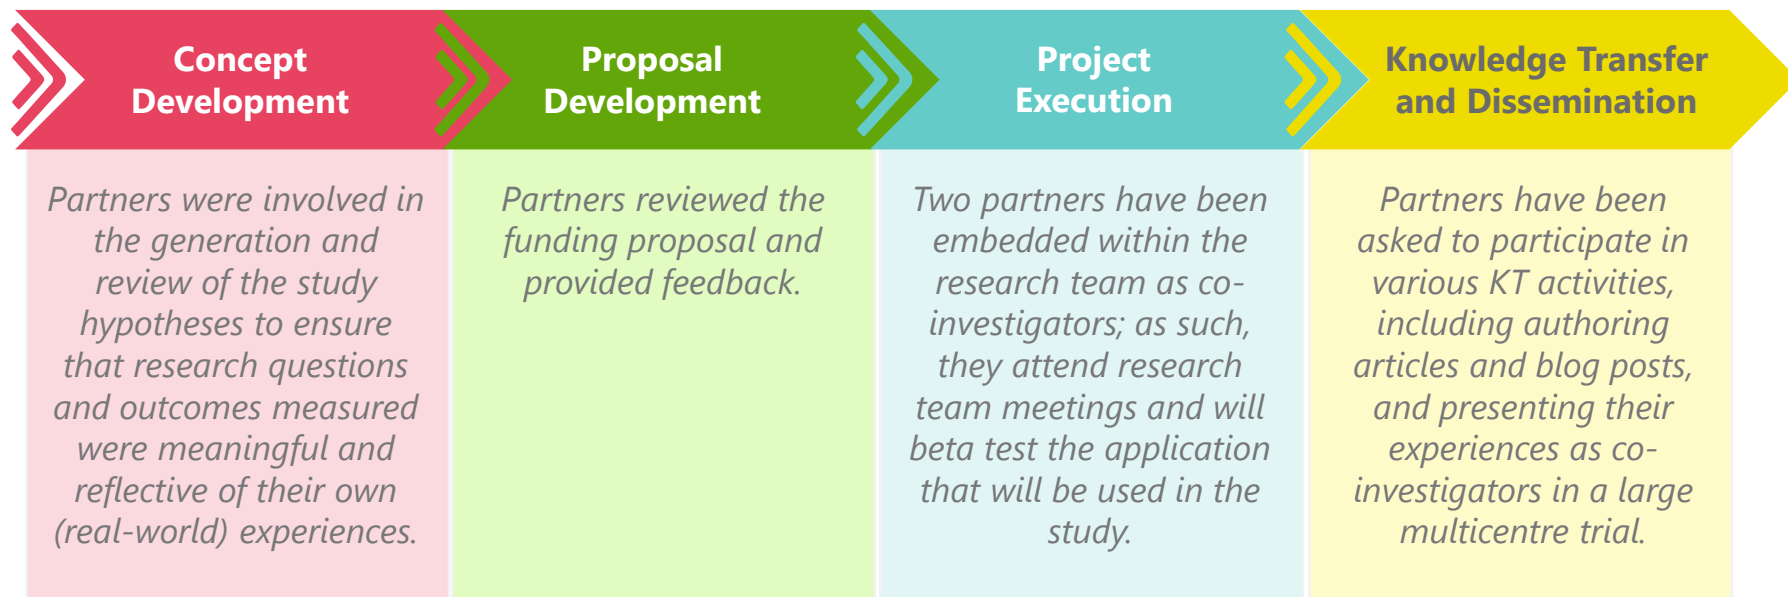 Concept
Development
Partners were involved in
the generation and
review of the study
hypotheses to ensure
that research questions
and outcomes measured
were meaningful and
reflective of their own
(real-world) experiences.
Proposal
Development
Partners reviewed the
funding proposal and
provided feedback.
Project
Execution
Two partners have been
embedded within the
research team as co-
investigators; as such,
they attend research
team meetings and will
beta test the application
that will be used in the
study.
Knowledge Transfer
and Dissemination
Partners have been
asked to participate in
various KT activities,
including authoring
articles and blog posts,
and presenting their
experiences as co-
investigators in a large
multicentre trial.